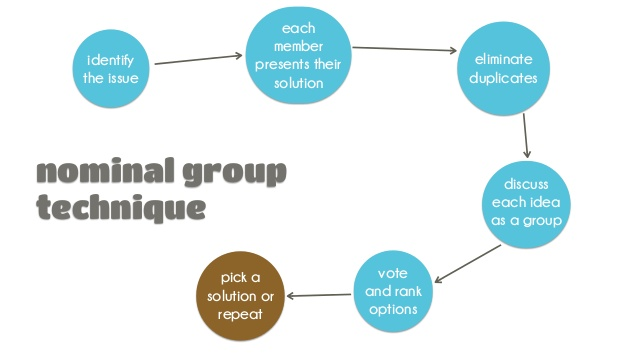 identify
the issue
each
member
presents their
solution
eliminate
duplicates
nominal group
technique
discuss
each idea
as a group
vote
and rank
options
pick a
solution or
repeat